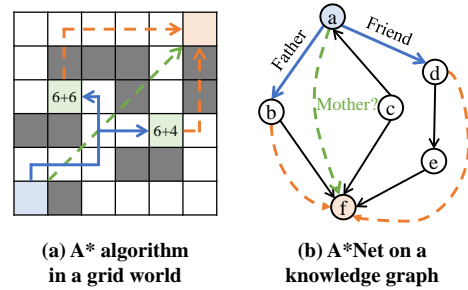 6+6
6+4
a
Father
Friend
d
b
Mother?
c
e
f
(a) A* algorithm
in a grid world
(b) A*Net on a
knowledge graph